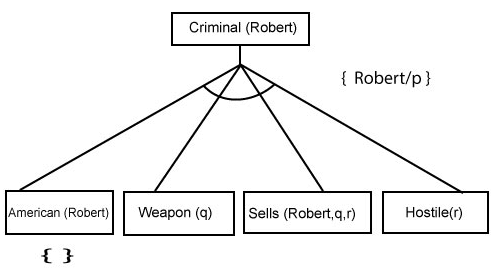 Criminal (Robert)
{ Robert/p }
American (Robert)
Weapon (q)
Sells (Robert,q,r)
Hostile(r)
{ }